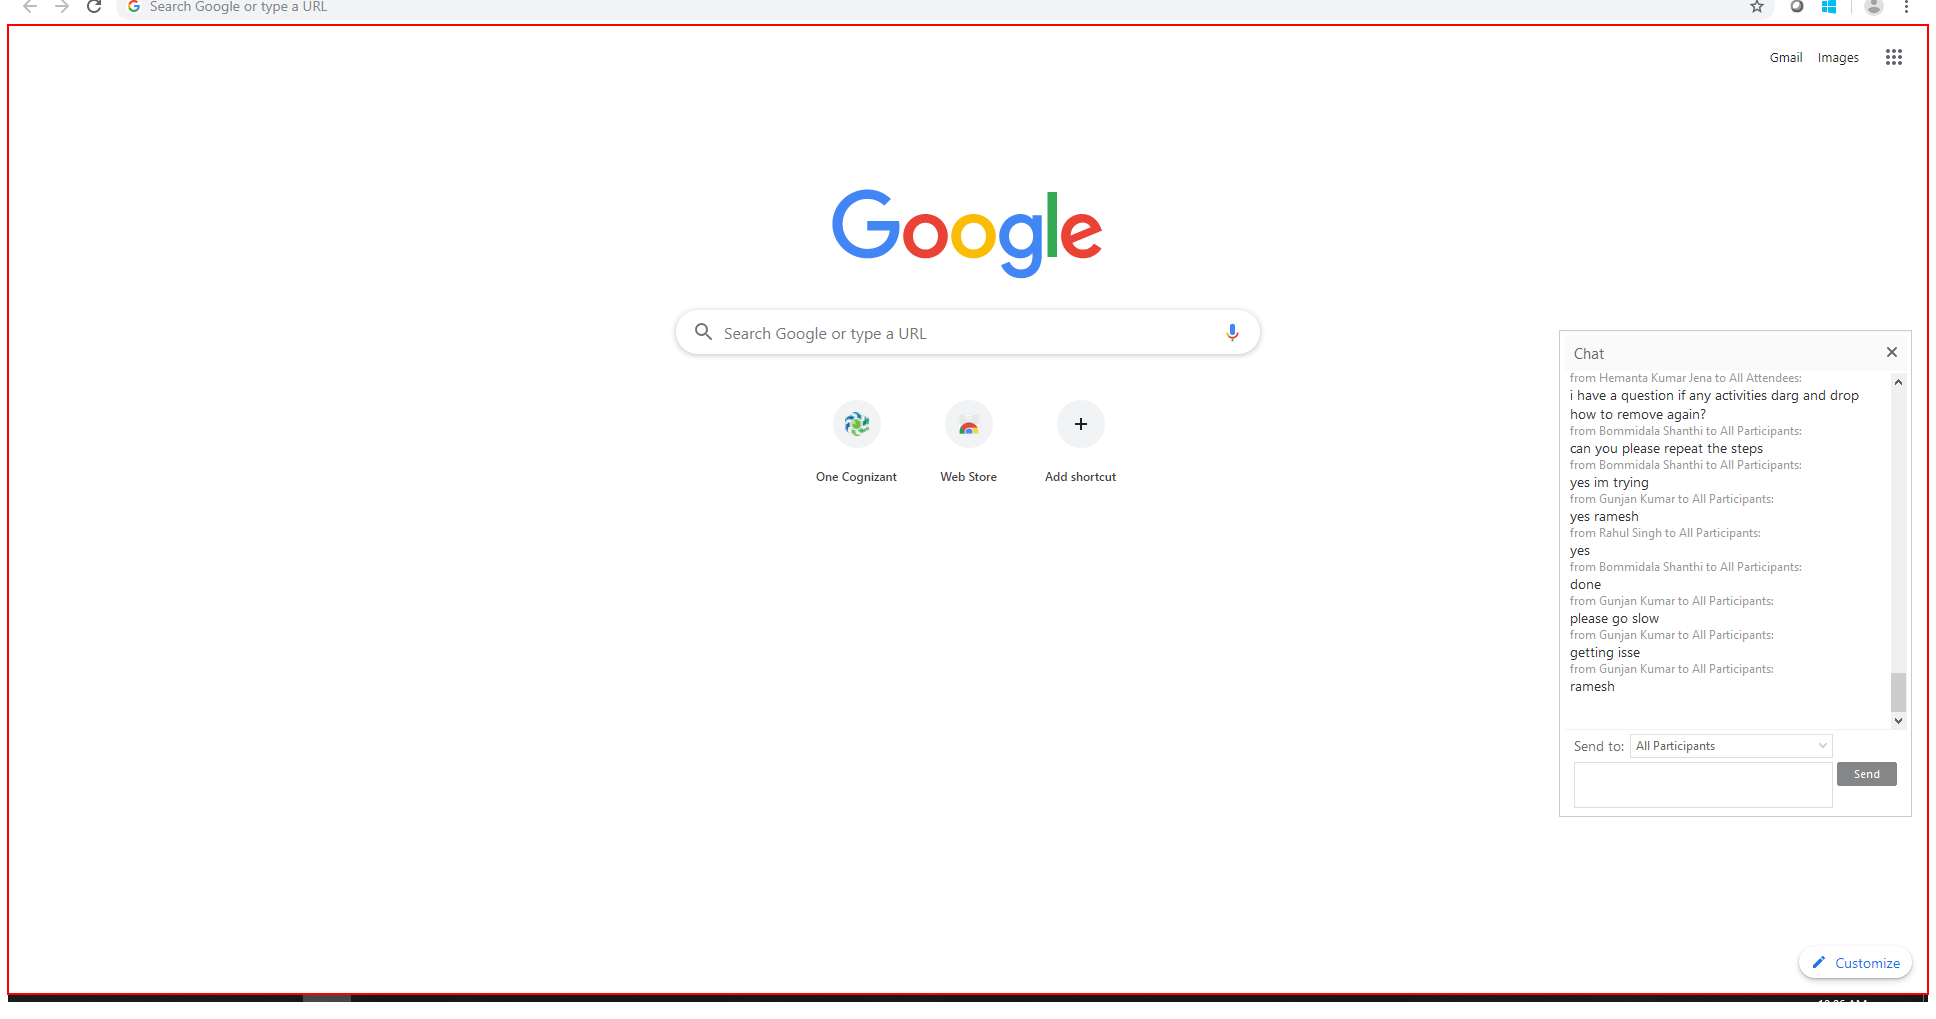 Search Google or type a URL
Gmail Images
Google
Search Google or type a URL
One Cognizant Web Store Add shortcut
Chat
from Hemanta Kumar Jena to All Attendees:
i have a question if any activities darg and drop
how to remove again?
from Bommidala Shanthi to All Participants:
can you please repeat the steps
from Bommidala Shanthi to All Participants:
yes im trying
from Gunjan Kumar to All Participants:
yes ramesh
from Rahul Singh to All Participants:
yes
from Bommidala Shanthi to All Participants:
done
from Gunjan Kumar to All Participants:
please go slow
from Gunjan Kumar to All Participants:
getting isse
from Gunjan Kumar to All Participants:
ramesh
Send to: All Participants
Send
Customize